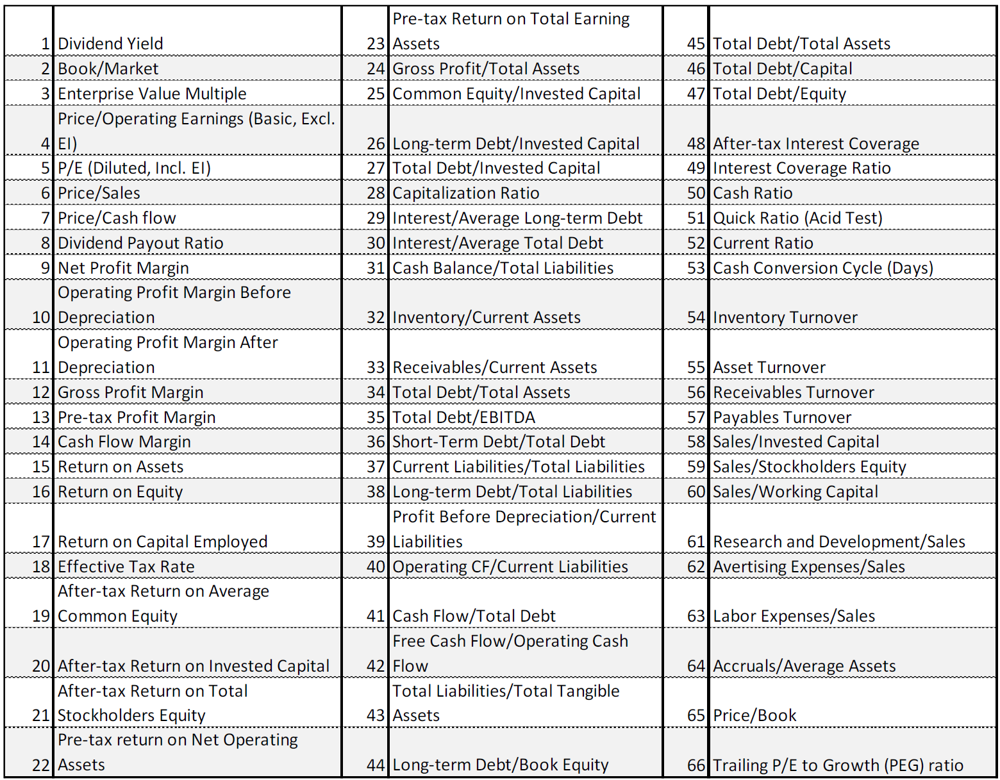 1 Dividend Yield
2 Book/Market
3 Enterprise Value Multiple
Price/Operating Earnings (Basic, Excl.
4 EI)
5 P/E (Diluted, Incl. EI)
6 Price/Sales
7 Price/Cash flow
8 Dividend Payout Ratio
9 Net Profit Margin
Operating Profit Margin Before
10 Depreciation
Operating Profit Margin After
11 Depreciation
12 Gross Profit Margin
13 Pre-tax Profit Margin
14 Cash Flow Margin
15 Return on Assets
16 Return on Equity
17 Return on Capital Employed
18 Effective Tax Rate
After-tax Return on Average
19 Common Equity
20 After-tax Return on Invested Capital
After-tax Return on Total
21 Stockholders Equity
Pre-tax return on Net Operating
22 Assets
Pre-tax Return on Total Earning
23 Assets
24 Gross Profit/Total Assets
25 Common Equity/Invested Capital
26 Long-term Debt/Invested Capital
27 Total Debt/Invested Capital
28 Capitalization Ratio
29 Interest/Average Long-term Debt
30 Interest/Average Total Debt
31 Cash Balance/Total Liabilities
32 Inventory/Current Assets
33 Receivables/Current Assets
34 Total Debt/Total Assets
35 Total Debt/EBITDA
36 Short-Term Debt/Total Debt
37 Current Liabilities/Total Liabilities
38 Long-term Debt/Total Liabilities
Profit Before Depreciation/Current
39 Liabilities
40 Operating CF/Current Liabilities
41 Cash Flow/Total Debt
Free Cash Flow/Operating Cash
42 Flow
Total Liabilities/Total Tangible
43 Assets
44 Long-term Debt/Book Equity
45 Total Debt/Total Assets
46 Total Debt/Capital
47 Total Debt/Equity
48 After-tax Interest Coverage
49 Interest Coverage Ratio
50 Cash Ratio
51 Quick Ratio (Acid Test)
52 Current Ratio
53 Cash Conversion Cycle (Days)
54 Inventory Turnover
55 Asset Turnover
56 Receivables Turnover
57 Payables Turnover
58 Sales/Invested Capital
59 Sales/Stockholders Equity
60 Sales/Working Capital
61 Research and Development/Sales
62 Avertising Expenses/Sales
63 Labor Expenses/Sales
64 Accruals/Average Assets
65 Price/Book
66 Trailing P/E to Growth (PEG) ratio